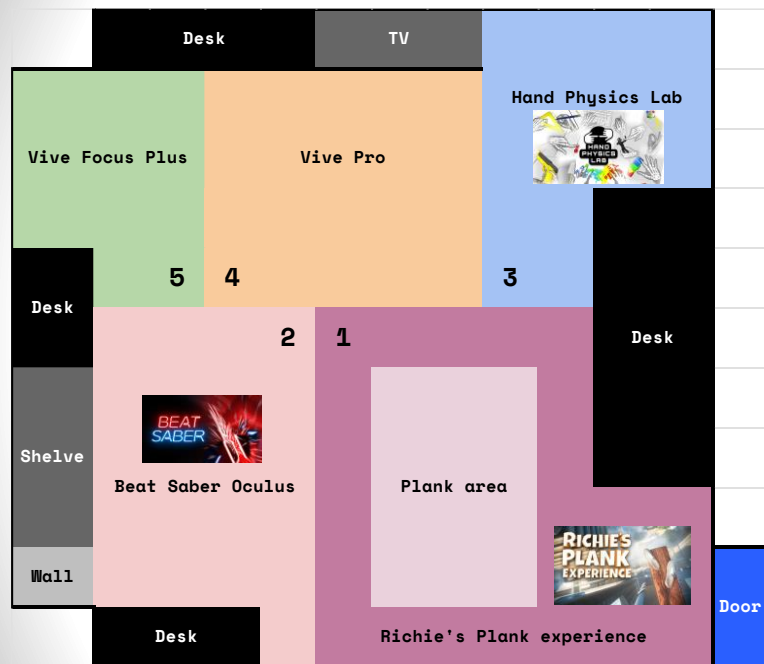 Desk
TV
Hand Physics Lab
HAND
PHYSICS
LAB
Vive Focus Plus
Vive Pro
5
4
3
Desk
2
1
Desk
BEAT
SABER
Shelve
Beat Saber Oculus
Plank area
RICHIE'S
PLANK
EXPERIENCE
Wall
Door
Desk
Richie's Plank experience